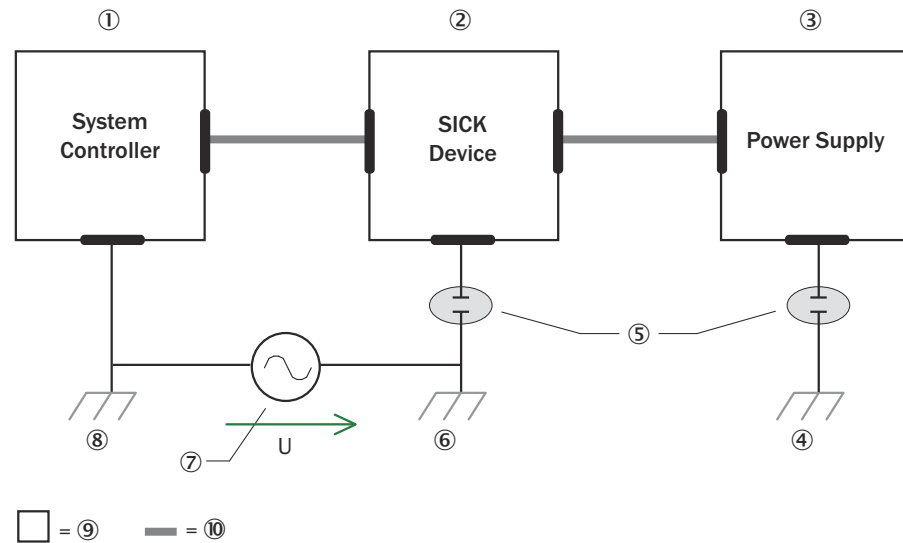 ① ② ③
System
Controller
SICK
Device
Power Supply
⑤
⑧ ⑥ ④
U
⑦
= ⑨ = ⑩